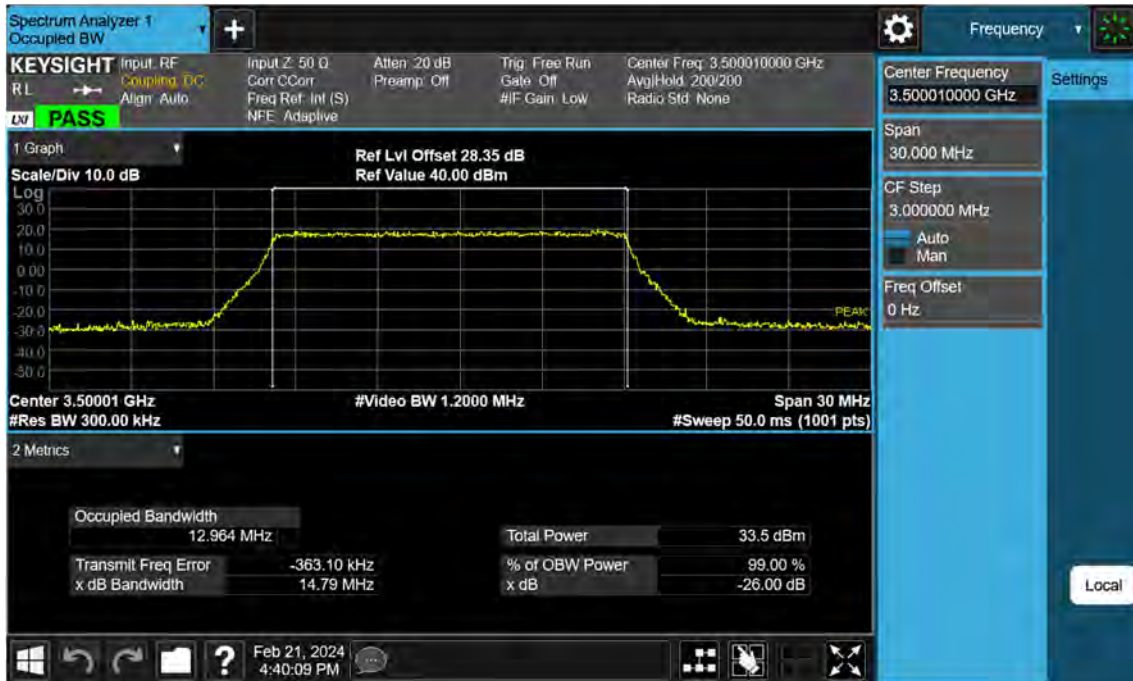 Spectrum Analyzer 1
Occupied BW
+
Frequency
KEYSIGHT Input: RF Input Z: 50 Ω Atten: 20 dB Trig: Free Run Center Freq: 3.500010000 GHz
RL Coupling: DC Corr CCorr Preamp: Off Gate: Off Avg|Hold: 200/200
Align: Auto Freq Ref: Int (S) #IF Gain: Low Radio Std: None
LXI PASS NFE: Adaptive
Center Frequency
3.500010000 GHz
Settings
Span
30.000 MHz
CF Step
3.000000 MHz
Auto
Man
Freq Offset
0 Hz
Local
1 Graph
Ref Lvl Offset 28.35 dB
Scale/Div 10.0 dB Ref Value 40.00 dBm
Log
30.0
20.0
10.0
0.00
-10.0
-20.0
PEAK
-30.0
-40.0
-50.0
Center 3.50001 GHz #Video BW 1.2000 MHz Span 30 MHz
#Res BW 300.00 kHz #Sweep 50.0 ms (1001 pts)
2 Metrics
Occupied Bandwidth
12.964 MHz Total Power 33.5 dBm
Transmit Freq Error -363.10 kHz % of OBW Power 99.00 %
x dB Bandwidth 14.79 MHz x dB -26.00 dB
? Feb 21, 2024
4:40:09 PM